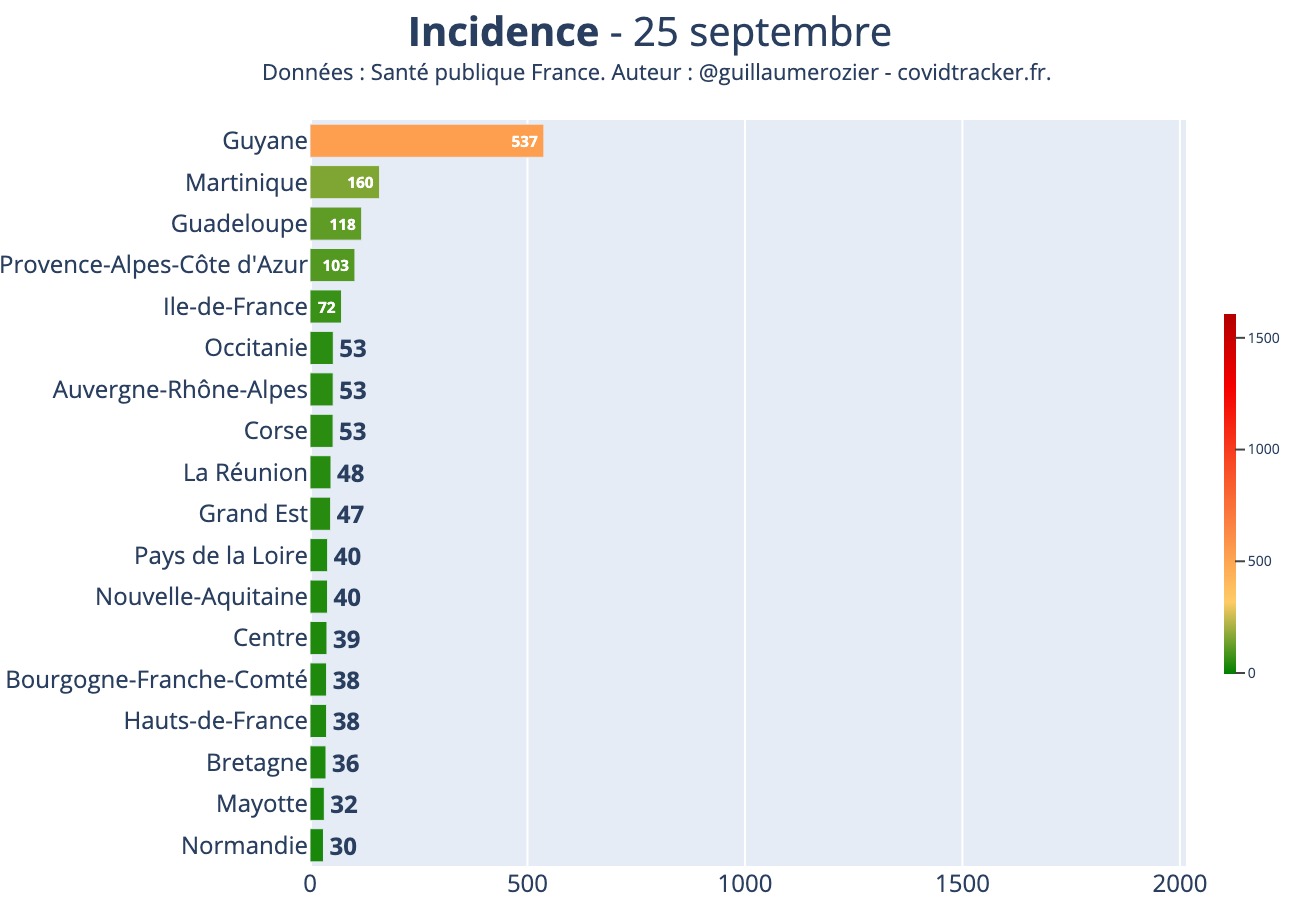 Incidence - 25 septembre
Données : Santé publique France. Auteur : @guillaumerozier - covidtracker.fr.
Guyane 537
Martinique 160
Guadeloupe 118
Provence-Alpes-Côte d'Azur 103
Ile-de-France 72
Occitanie 53
Auvergne-Rhône-Alpes 53
Corse 53
La Réunion 48
Grand Est 47
Pays de la Loire 40
Nouvelle-Aquitaine 40
Centre 39
Bourgogne-Franche-Comté 38
Hauts-de-France 38
Bretagne 36
Mayotte 32
Normandie 30
0 500 1000 1500 2000
1500
1000
500
0